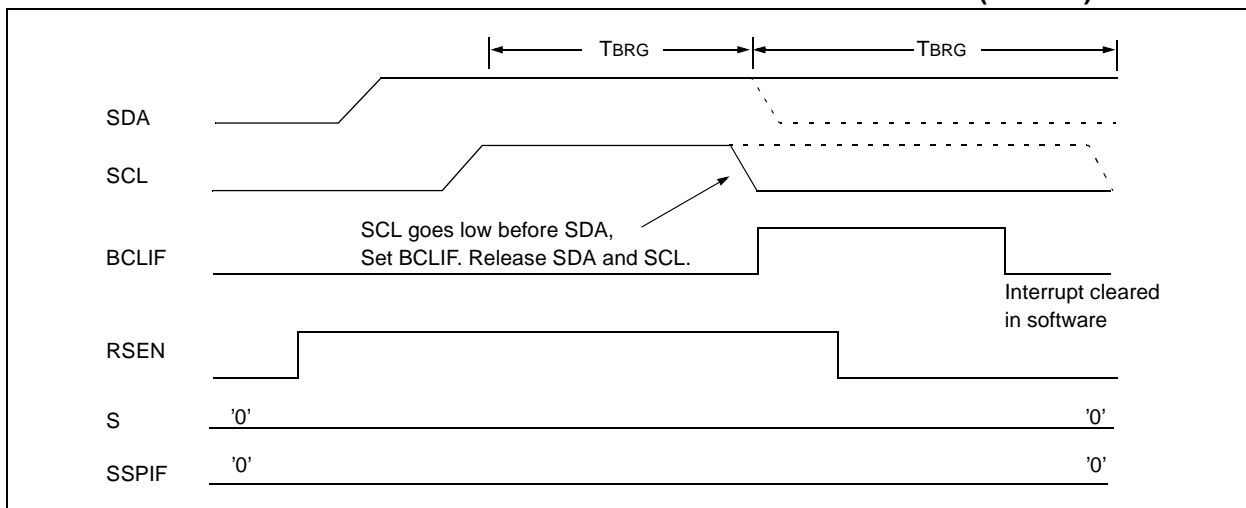 TBRG
TBRG
SDA
SCL
SCL goes low before SDA,
Set BCLIF. Release SDA and SCL.
BCLIF
Interrupt cleared
in software
RSEN
S
'0'
'0'
SSPIF
'0'
'0'